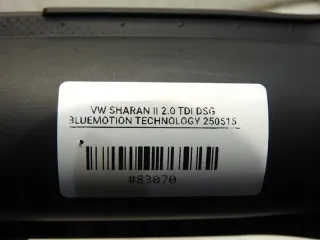 VW SHARAN II 2.0 TDI DSG
BLUEMOTION TECHNOLOGY 250515
#83070